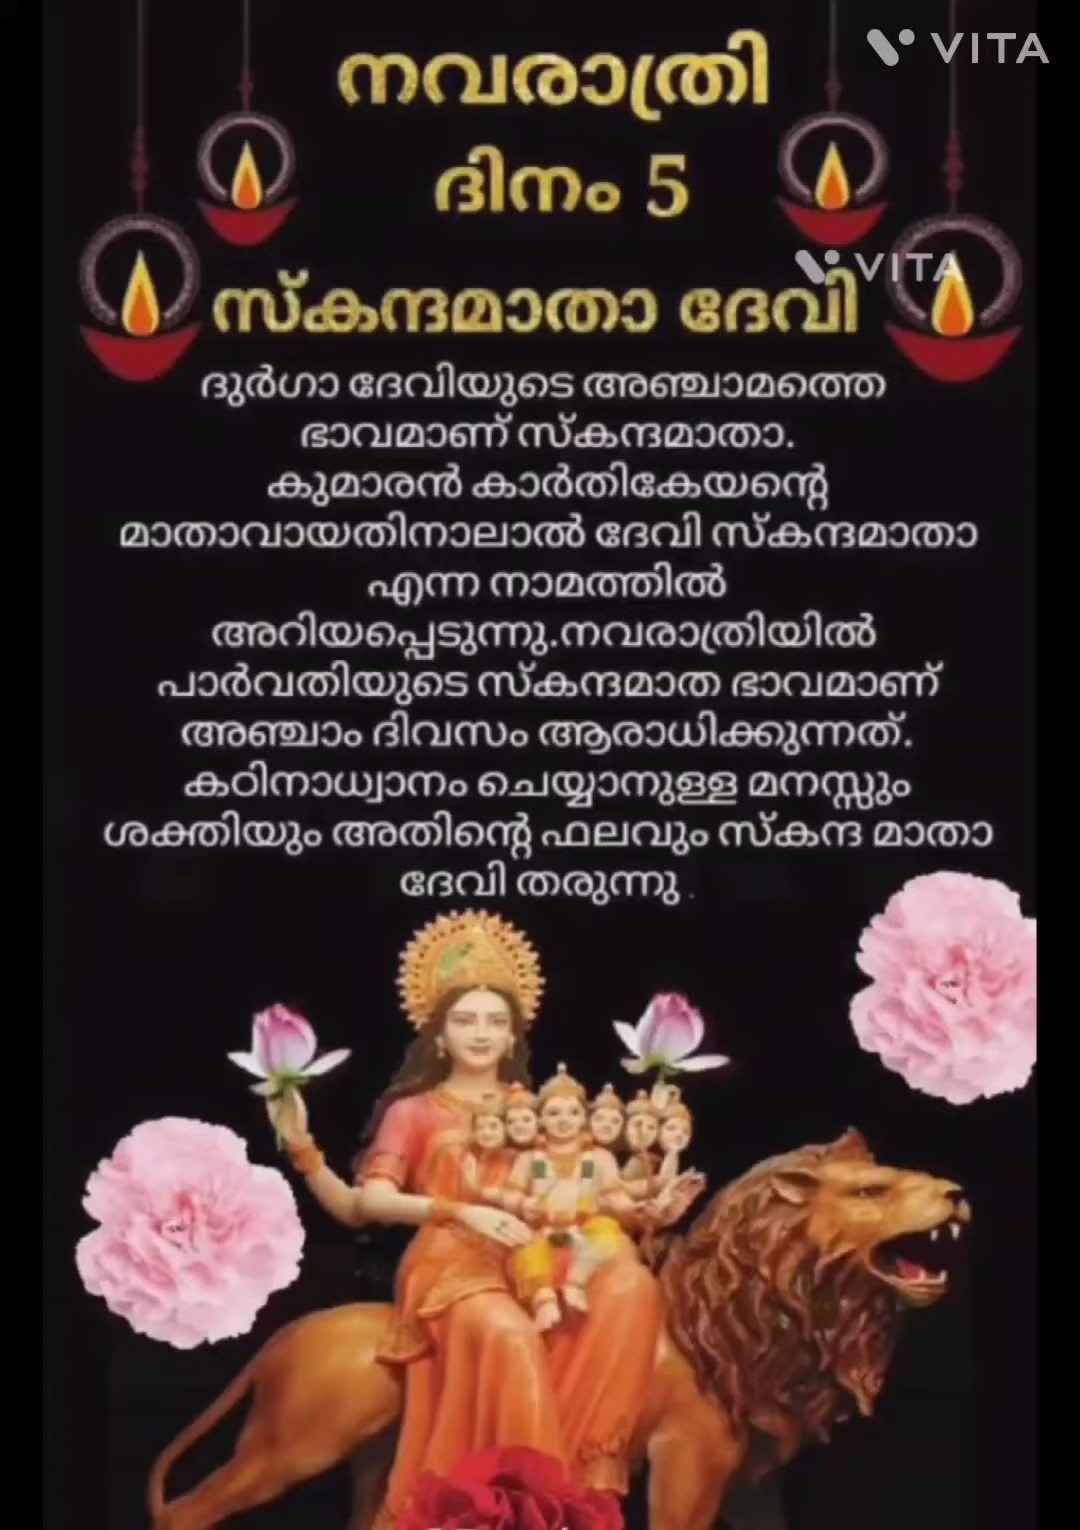 VITA
നവരാത്രി
ദിനം 5
VITA
സ്കന്ദമാതാ ദേവി
ദുർഗാ ദേവിയുടെ അഞ്ചാമത്തെ
ഭാവമാണ് സ്കന്ദമാതാ.
കുമാരൻ കാർതികേയന്റെ
മാതാവായതിനാലാൽ ദേവി സ്കന്ദമാതാ
എന്ന നാമത്തിൽ
അറിയപ്പെടുന്നു.നവരാത്രിയിൽ
പാർവതിയുടെ സ്കന്ദമാത ഭാവമാണ്
അഞ്ചാം ദിവസം ആരാധിക്കുന്നത്.
കഠിനാധ്വാനം ചെയ്യാനുള്ള മനസ്സും
ശക്തിയും അതിന്റെ ഫലവും സ്കന്ദ മാതാ
ദേവി തരുന്നു .